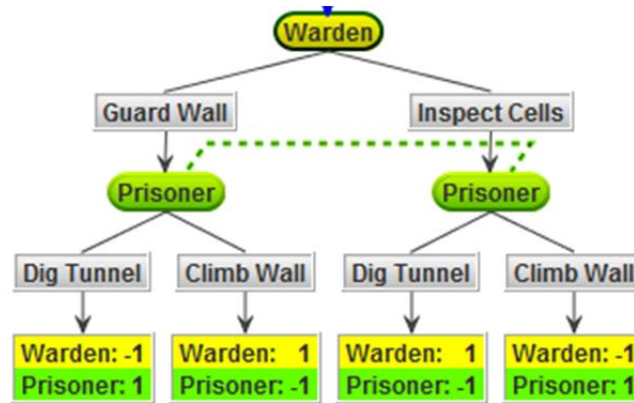 Warden
Guard Wall Inspect Cells
Prisoner Prisoner
Dig Tunnel Climb Wall Dig Tunnel Climb Wall
Warden: -1 Warden: 1 Warden: 1 Warden: -1
Prisoner: 1 Prisoner: -1 Prisoner: -1 Prisoner: 1